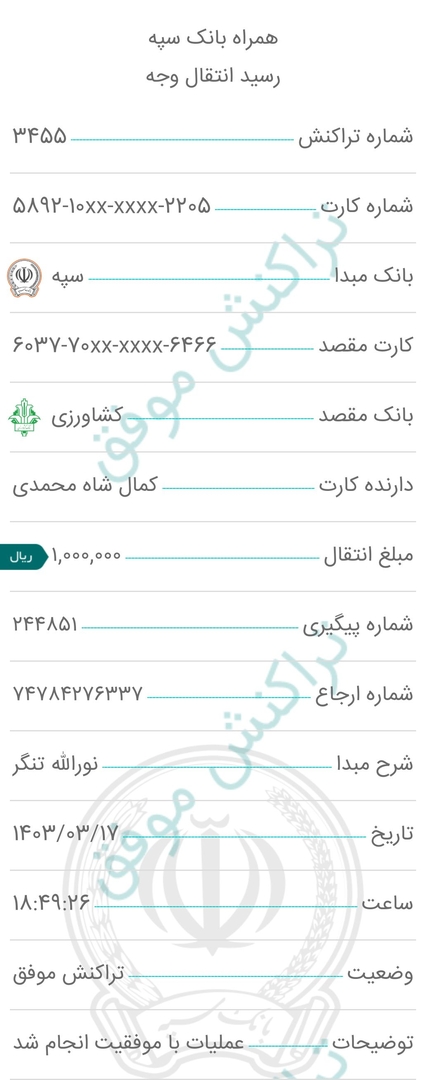 همراه بانک سپه
رسید انتقال وجه
شماره تراکنش ۳۴۵۵
شماره کارت ۵۸۹۲-۱۰xx-xxxx-۲۲۰۵
بانک مبدا سپه
کارت مقصد ۶۰۳۷-۷۰xx-xxxx-۶۴۶۶
بانک مقصد کشاورزی
دارنده کارت کمال شاه محمدی
مبلغ انتقال ۱,۰۰۰,۰۰۰ ریال
شماره پیگیری ۲۴۴۸۵۱
شماره ارجاع ۷۴۷۸۴۲۷۶۳۳۷
شرح مبدا نورالله تنگر
تاریخ ۱۴۰۳/۰۳/۱۷
ساعت ۱۸:۴۹:۲۶
وضعیت تراکنش موفق
توضیحات عملیات با موفقیت انجام شد
تراکنش موفق
تراکنش موفق
بانک سپه